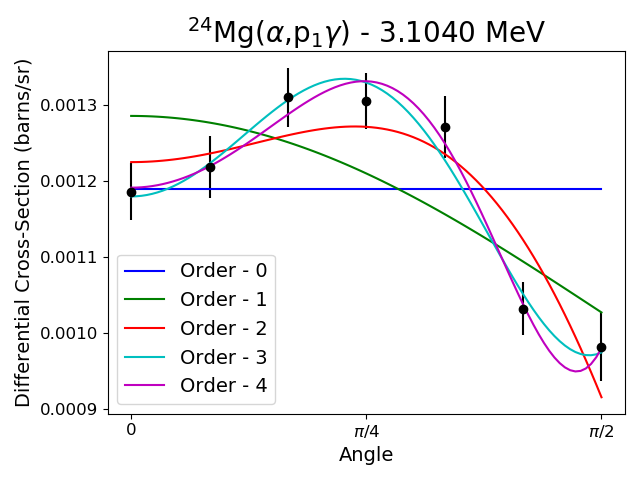 ²⁴Mg(α,p₁γ) - 3.1040 MeV
Differential Cross-Section (barns/sr)
0.0013
0.0012
0.0011
0.0010
0.0009
Order - 0
Order - 1
Order - 2
Order - 3
Order - 4
0
π/4
π/2
Angle